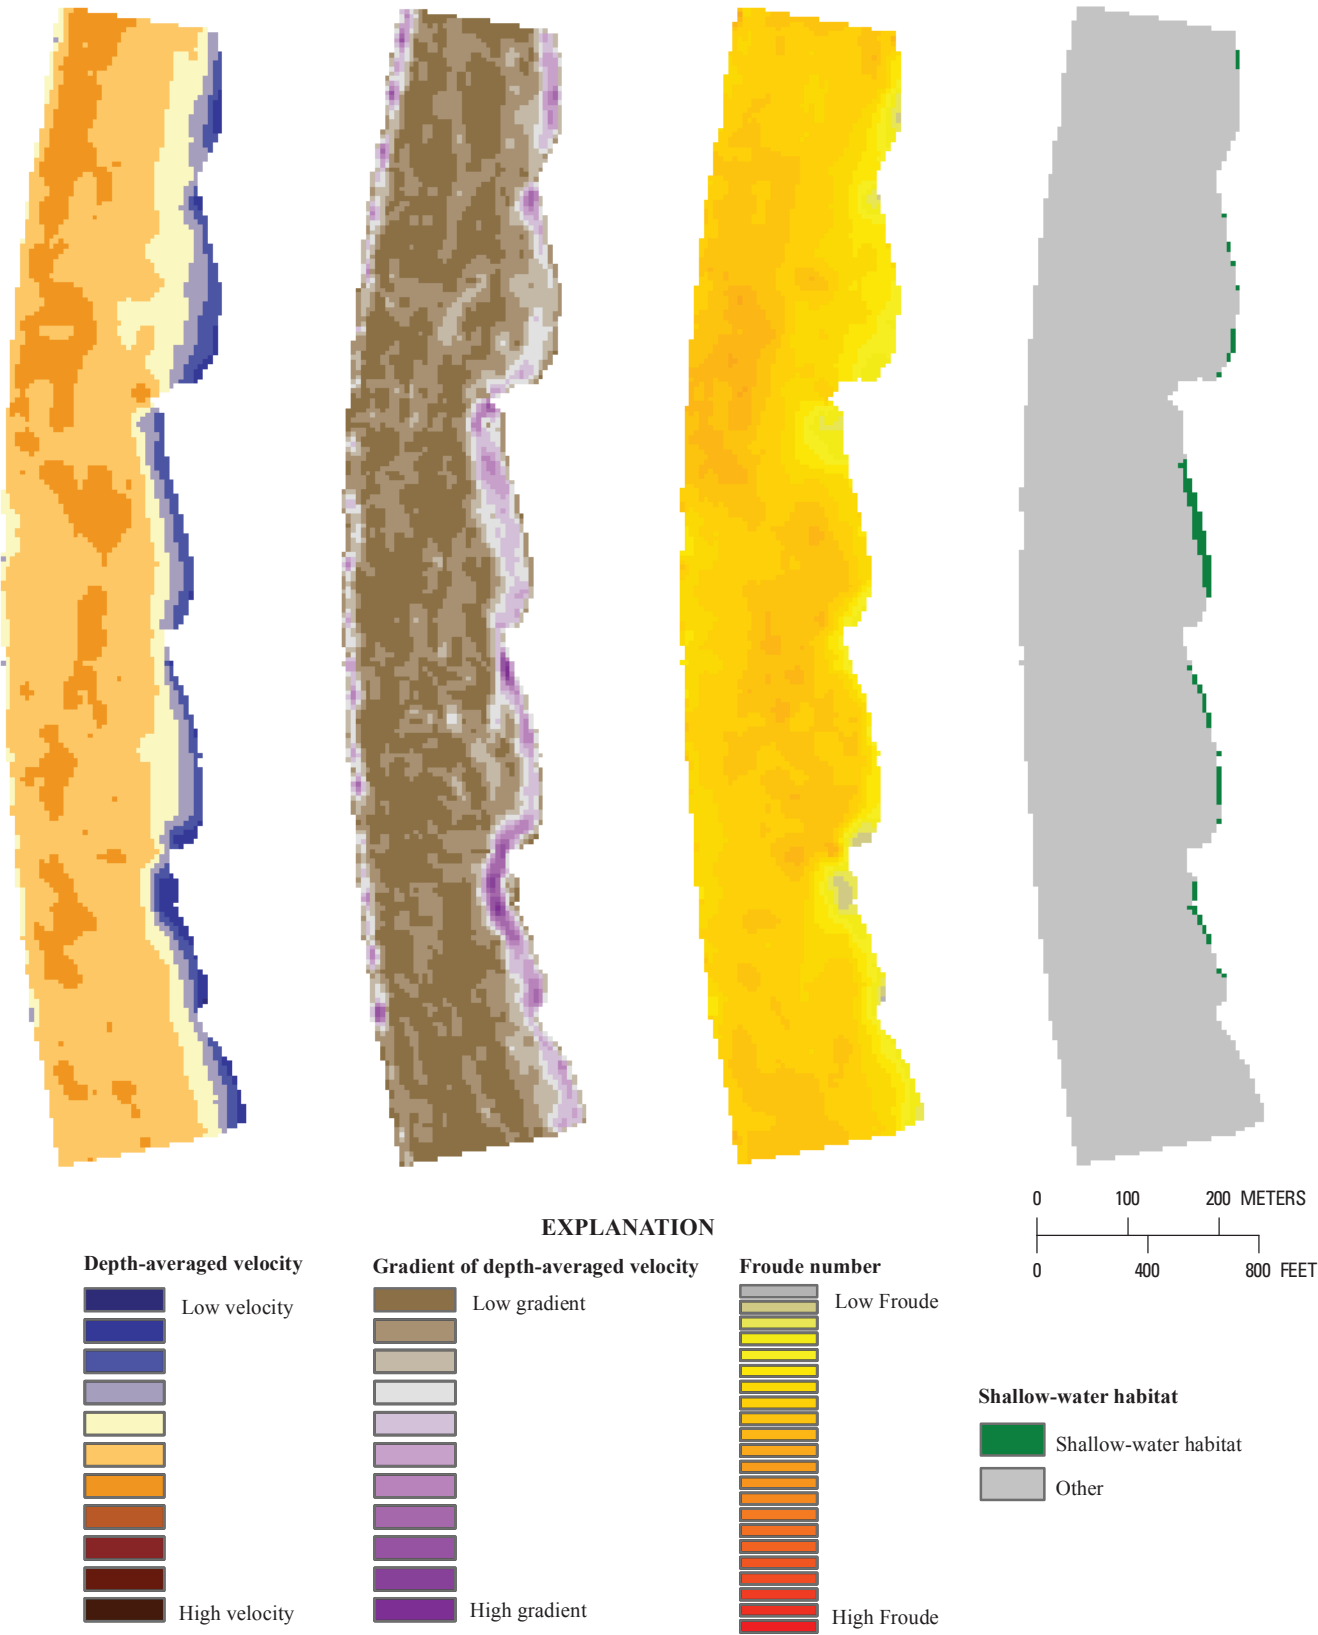 0 100 200 METERS
0 400 800 FEET
EXPLANATION
Depth-averaged velocity
Low velocity
High velocity
Gradient of depth-averaged velocity
Low gradient
High gradient
Froude number
Low Froude
High Froude
Shallow-water habitat
Shallow-water habitat
Other